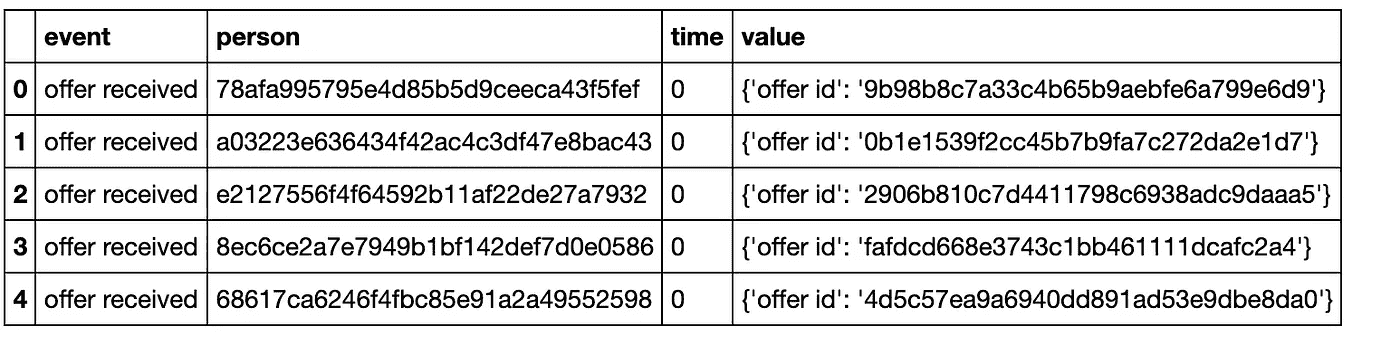 event person time value
0 offer received 78afa995795e4d85b5d9ceeca43f5fef 0 {'offer id': '9b98b8c7a33c4b65b9aebfe6a799e6d9'}
1 offer received a03223e636434f42ac4c3df47e8bac43 0 {'offer id': '0b1e1539f2cc45b7b9fa7c272da2e1d7'}
2 offer received e2127556f4f64592b11af22de27a7932 0 {'offer id': '2906b810c7d4411798c6938adc9daaa5'}
3 offer received 8ec6ce2a7e7949b1bf142def7d0e0586 0 {'offer id': 'fafdcd668e3743c1bb461111dcafc2a4'}
4 offer received 68617ca6246f4fbc85e91a2a49552598 0 {'offer id': '4d5c57ea9a6940dd891ad53e9dbe8da0'}